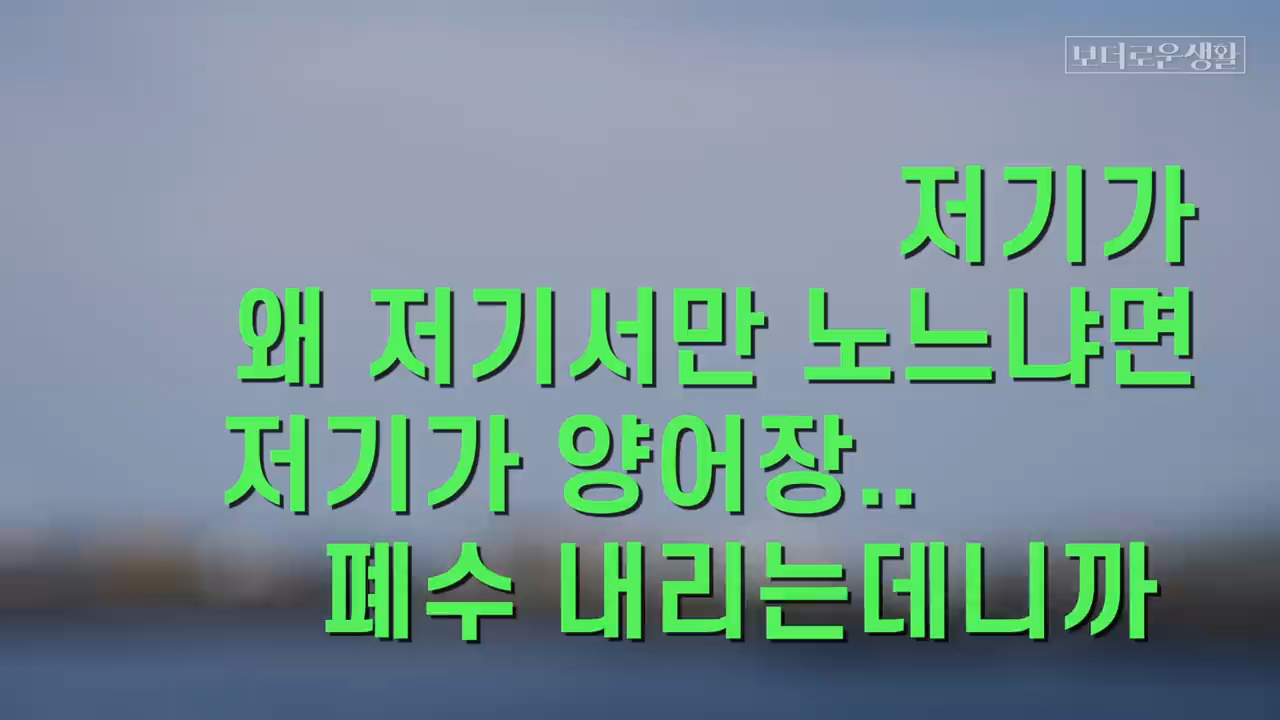 보더로운생활
저기가
왜 저기서만 노느냐면
저기가 양어장..
폐수 내리는데니까